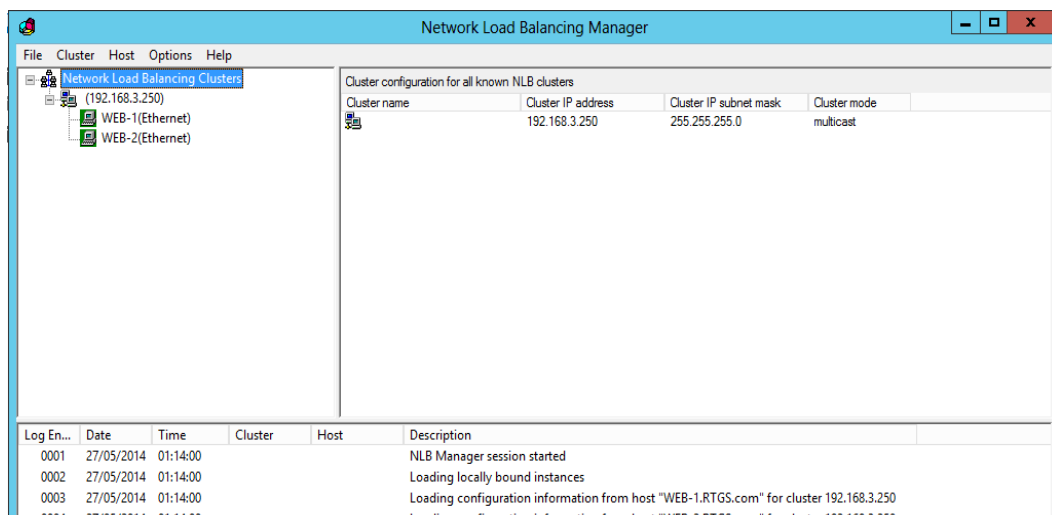 Network Load Balancing Manager
File Cluster Host Options Help
Network Load Balancing Clusters
(192.168.3.250)
WEB-1(Ethernet)
WEB-2(Ethernet)
Cluster configuration for all known NLB clusters
Cluster name Cluster IP address Cluster IP subnet mask Cluster mode
192.168.3.250 255.255.255.0 multicast
Log En... Date Time Cluster Host Description
0001 27/05/2014 01:14:00 NLB Manager session started
0002 27/05/2014 01:14:00 Loading locally bound instances
0003 27/05/2014 01:14:00 Loading configuration information from host "WEB-1.RTGS.com" for cluster 192.168.3.250